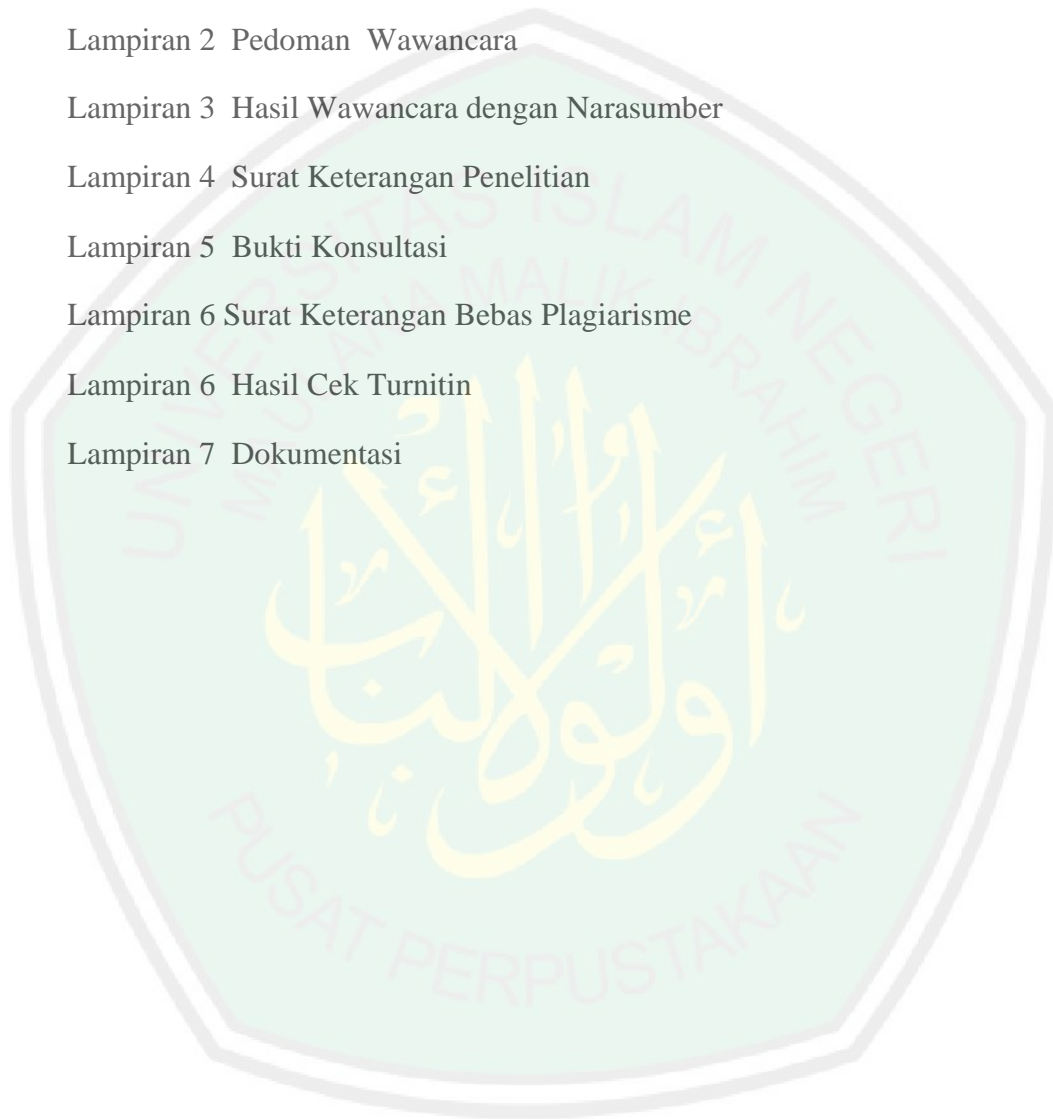 Lampiran 2 Pedoman Wawancara
Lampiran 3 Hasil Wawancara dengan Narasumber
Lampiran 4 Surat Keterangan Penelitian
Lampiran 5 Bukti Konsultasi
Lampiran 6 Surat Keterangan Bebas Plagiarisme
Lampiran 6 Hasil Cek Turnitin
Lampiran 7 Dokumentasi
UNIVERSITAS ISLAM NEGERI
MAULANA MALIK IBRAHIM
PUSAT PERPUSTAKAAN